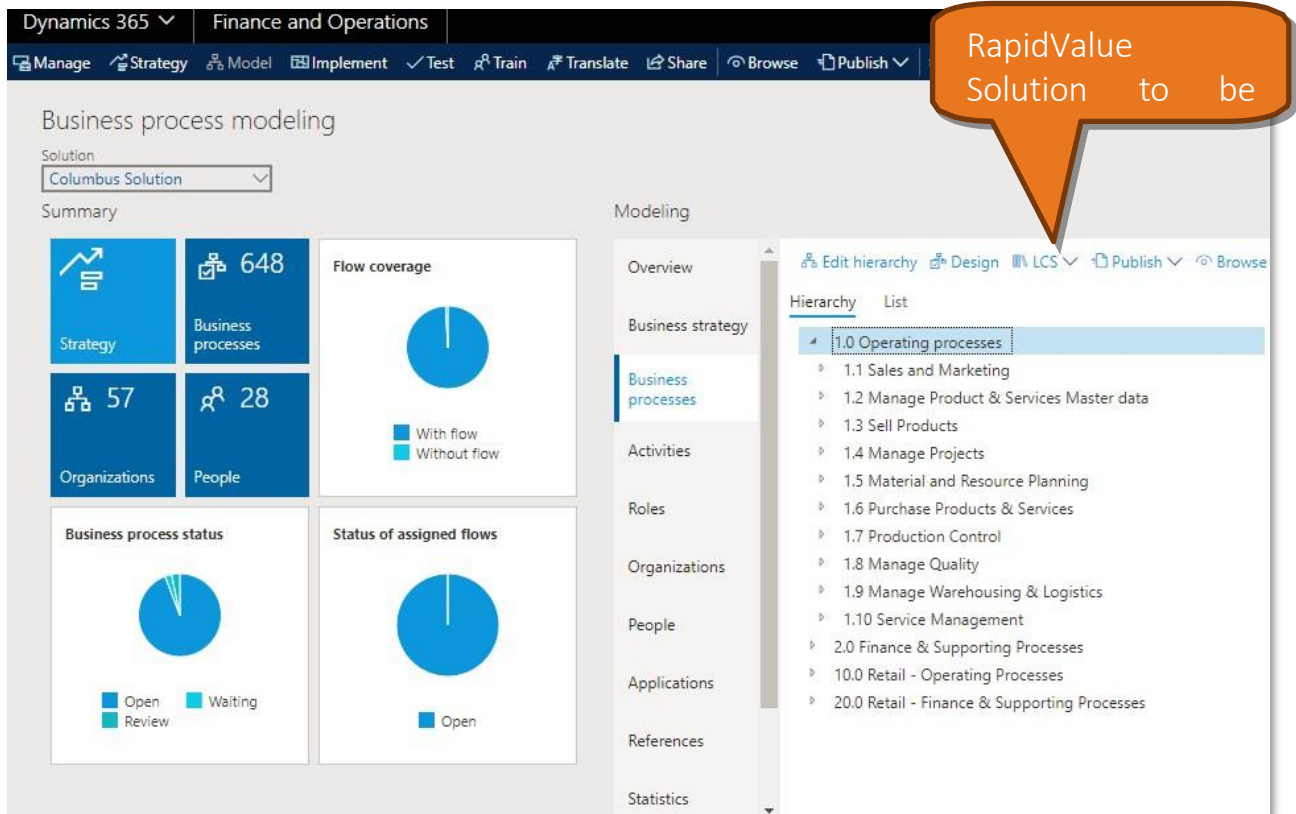 Dynamics 365
Finance and Operations
Manage Strategy Model Implement Test Train Translate Share Browse Publish
RapidValue
Solution to be
Business process modeling
Solution
Columbus Solution
Summary
Strategy
648
Business
processes
57
Organizations
28
People
Flow coverage
With flow
Without flow
Business process status
Open Waiting
Review
Status of assigned flows
Open
Modeling
Overview
Business strategy
Business
processes
Activities
Roles
Organizations
People
Applications
References
Statistics
Edit hierarchy Design LCS Publish Browse
Hierarchy List
1.0 Operating processes
1.1 Sales and Marketing
1.2 Manage Product & Services Master data
1.3 Sell Products
1.4 Manage Projects
1.5 Material and Resource Planning
1.6 Purchase Products & Services
1.7 Production Control
1.8 Manage Quality
1.9 Manage Warehousing & Logistics
1.10 Service Management
2.0 Finance & Supporting Processes
10.0 Retail - Operating Processes
20.0 Retail - Finance & Supporting Processes